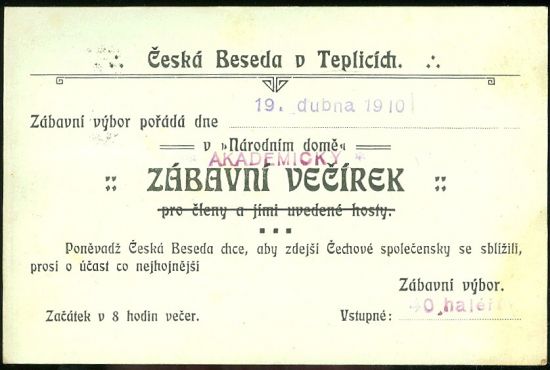 Česká Beseda v Teplicích.
Zábavní výbor pořádá dne 19. dubna 1910
v »Národním domě«
AKADEMICKÝ
ZÁBAVNÍ VEČÍREK
pro členy a jimi uvedené hosty.
Poněvadž Česká Beseda chce, aby zdejší Čechové společensky se sblížili,
prosí o účast co nejhojnější
Zábavní výbor.
Začátek v 8 hodin večer. Vstupné: 40 haléřů